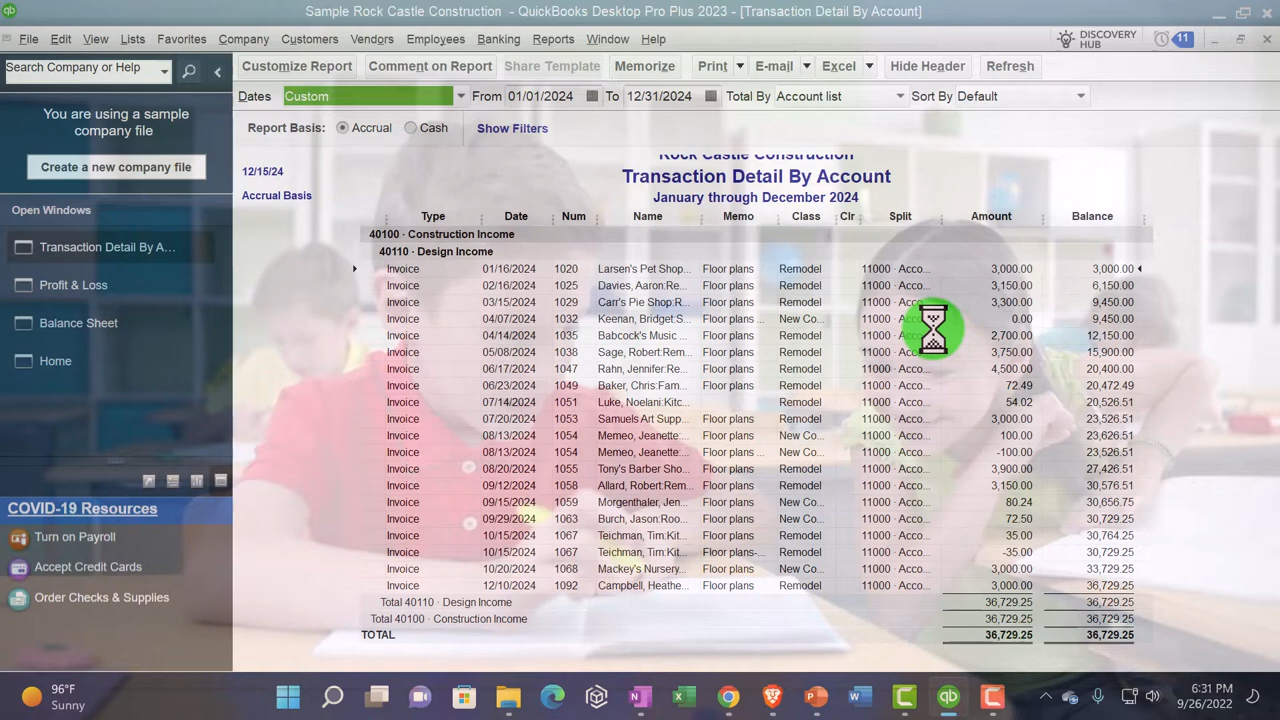 Sample Rock Castle Construction - QuickBooks Desktop Pro Plus 2023 - [Transaction Detail By Account]
File Edit View Lists Favorites Company Customers Vendors Employees Banking Reports Window Help DISCOVERY HUB 11
Search Company or Help
Customize Report Comment on Report Share Template Memorize Print E-mail Excel Hide Header Refresh
Dates Custom From 01/01/2024 To 12/31/2024 Total By Account list Sort By Default
Report Basis: Accrual Cash Show Filters
You are using a sample
company file
Create a new company file
Open Windows
Transaction Detail By A...
Profit & Loss
Balance Sheet
Home
COVID-19 Resources
Turn on Payroll
Accept Credit Cards
Order Checks & Supplies
Rock Castle Construction
12/15/24 Transaction Detail By Account
Accrual Basis January through December 2024
Type Date Num Name Memo Class Clr Split Amount Balance
40100 · Construction Income
40110 · Design Income
Invoice 01/16/2024 1020 Larsen's Pet Shop... Floor plans Remodel 11000 · Acco... 3,000.00 3,000.00
Invoice 02/16/2024 1025 Davies, Aaron:Re... Floor plans Remodel 11000 · Acco... 3,150.00 6,150.00
Invoice 03/15/2024 1029 Carr's Pie Shop:R... Floor plans Remodel 11000 · Acco... 3,300.00 9,450.00
Invoice 04/07/2024 1032 Keenan, Bridget:S... Floor plans New Co... 11000 · Acco... 0.00 9,450.00
Invoice 04/14/2024 1035 Babcock's Music ... Floor plans Remodel 11000 · Acco... 2,700.00 12,150.00
Invoice 05/08/2024 1038 Sage, Robert:Rem... Floor plans Remodel 11000 · Acco... 3,750.00 15,900.00
Invoice 06/17/2024 1047 Rahn, Jennifer:Re... Floor plans Remodel 11000 · Acco... 4,500.00 20,400.00
Invoice 06/23/2024 1049 Baker, Chris:Fam... Floor plans Remodel 11000 · Acco... 72.49 20,472.49
Invoice 07/14/2024 1051 Luke, Noelani:Kitc... Remodel 11000 · Acco... 54.02 20,526.51
Invoice 07/20/2024 1053 Samuels Art Supp... Floor plans Remodel 11000 · Acco... 3,000.00 23,526.51
Invoice 08/13/2024 1054 Memeo, Jeanette:... Floor plans New Co... 11000 · Acco... 100.00 23,626.51
Invoice 08/13/2024 1054 Memeo, Jeanette:... Floor plans ... New Co... 11000 · Acco... -100.00 23,526.51
Invoice 08/20/2024 1055 Tony's Barber Sho... Floor plans Remodel 11000 · Acco... 3,900.00 27,426.51
Invoice 09/12/2024 1058 Allard, Robert:Rem... Floor plans Remodel 11000 · Acco... 3,150.00 30,576.51
Invoice 09/15/2024 1059 Morgenthaler, Jen... Floor plans New Co... 11000 · Acco... 80.24 30,656.75
Invoice 09/29/2024 1063 Burch, Jason:Roo... Floor plans New Co... 11000 · Acco... 72.50 30,729.25
Invoice 10/15/2024 1067 Teichman, Tim:Kit... Floor plans Remodel 11000 · Acco... 35.00 30,764.25
Invoice 10/15/2024 1067 Teichman, Tim:Kit... Floor plans-... Remodel 11000 · Acco... -35.00 30,729.25
Invoice 10/20/2024 1068 Mackey's Nursery... Floor plans New Co... 11000 · Acco... 3,000.00 33,729.25
Invoice 12/10/2024 1092 Campbell, Heathe... Floor plans Remodel 11000 · Acco... 3,000.00 36,729.25
Total 40110 · Design Income 36,729.25 36,729.25
Total 40100 · Construction Income 36,729.25 36,729.25
TOTAL 36,729.25 36,729.25
96°F
Sunny
6:31 PM
9/26/2022